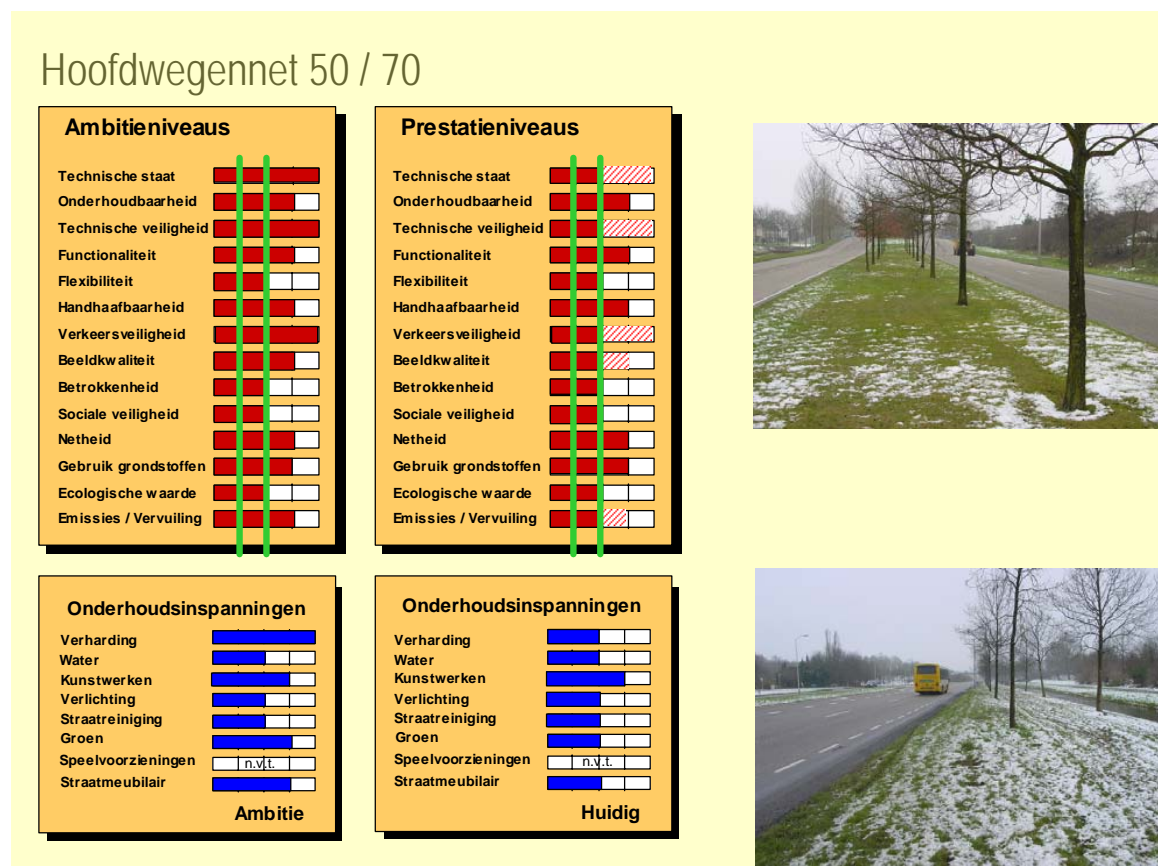 Hoofdwegennet 50 / 70
Ambitieniveaus
Technische staat
Onderhoudbaarheid
Technische veiligheid
Functionaliteit
Flexibiliteit
Handhaafbaarheid
Verkeersveiligheid
Beeldkwaliteit
Betrokkenheid
Sociale veiligheid
Netheid
Gebruik grondstoffen
Ecologische waarde
Emissies / Vervuiling
Prestatieniveaus
Technische staat
Onderhoudbaarheid
Technische veiligheid
Functionaliteit
Flexibiliteit
Handhaafbaarheid
Verkeersveiligheid
Beeldkwaliteit
Betrokkenheid
Sociale veiligheid
Netheid
Gebruik grondstoffen
Ecologische waarde
Emissies / Vervuiling
Onderhoudsinspanningen
Verharding
Water
Kunstwerken
Verlichting
Straatreiniging
Groen
Speelvoorzieningen n.v.t.
Straatmeubilair
Ambitie
Onderhoudsinspanningen
Verharding
Water
Kunstwerken
Verlichting
Straatreiniging
Groen
Speelvoorzieningen n.v.t.
Straatmeubilair
Huidig